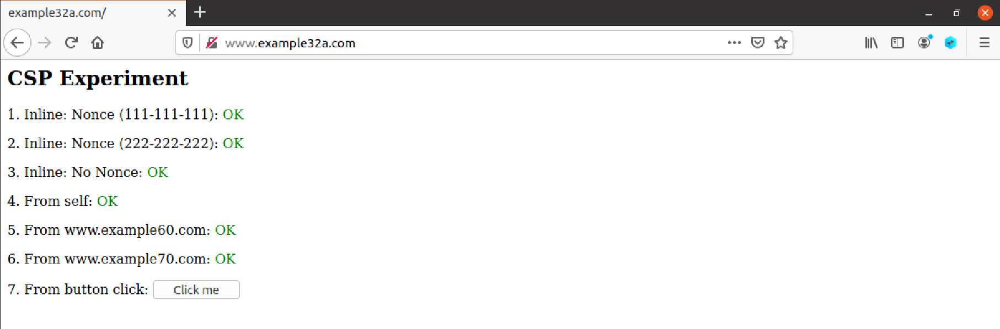 example32a.com/
www.example32a.com
CSP Experiment
1. Inline: Nonce (111-111-111): OK
2. Inline: Nonce (222-222-222): OK
3. Inline: No Nonce: OK
4. From self: OK
5. From www.example60.com: OK
6. From www.example70.com: OK
7. From button click: Click me